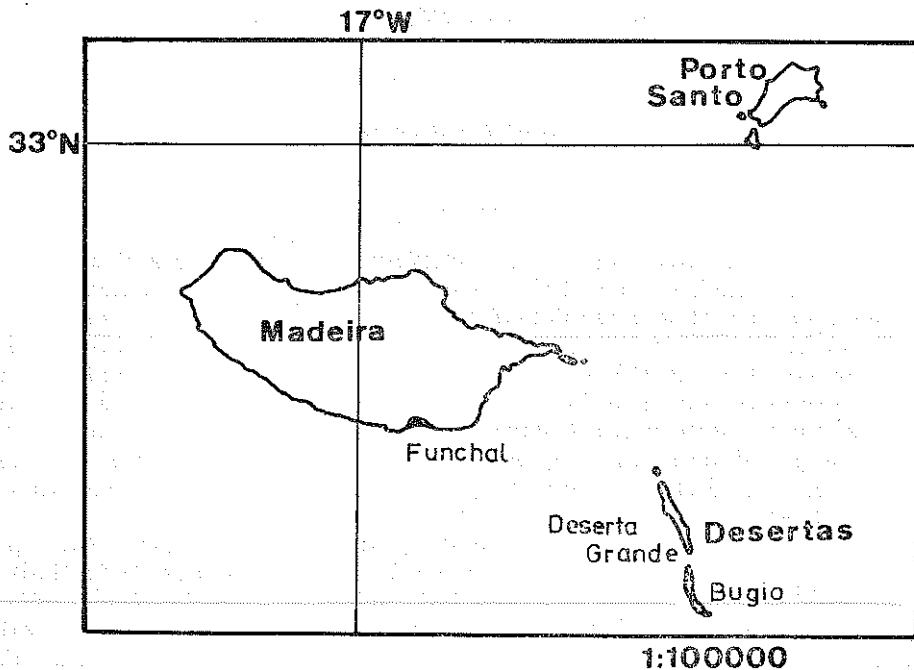 17°W
Porto
Santo
33°N
Madeira
Funchal
Deserta
Grande
Desertas
Bugio
1:100000